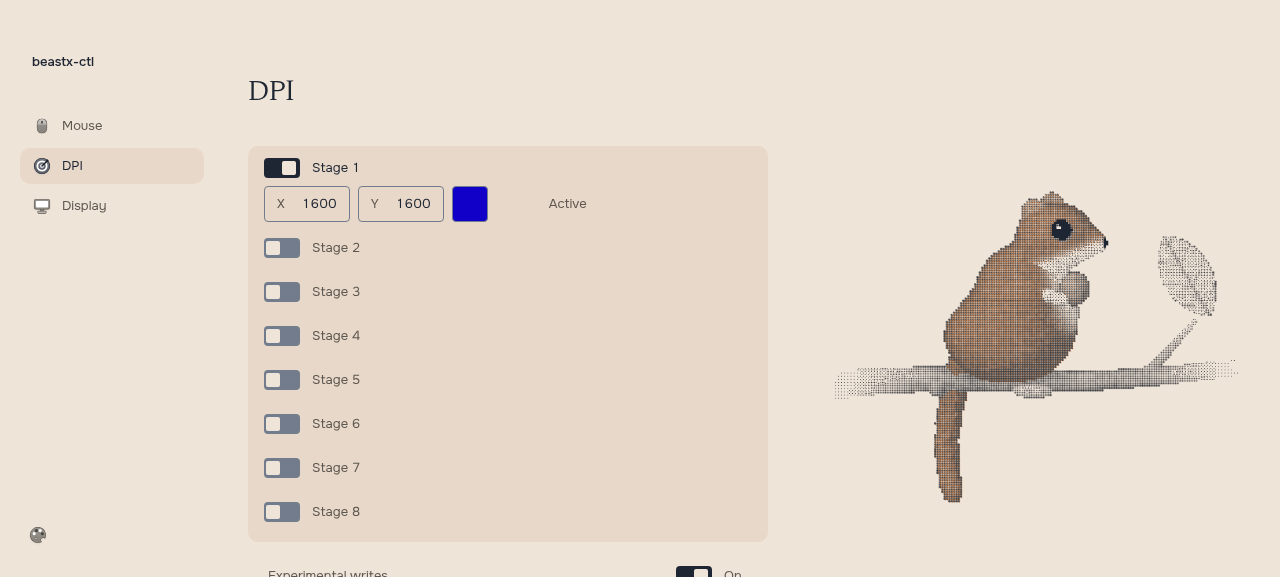 beastx-ctl
Mouse
DPI
Display
DPI
Stage 1
X 1600 Y 1600 Active
Stage 2
Stage 3
Stage 4
Stage 5
Stage 6
Stage 7
Stage 8
Experimental writes On